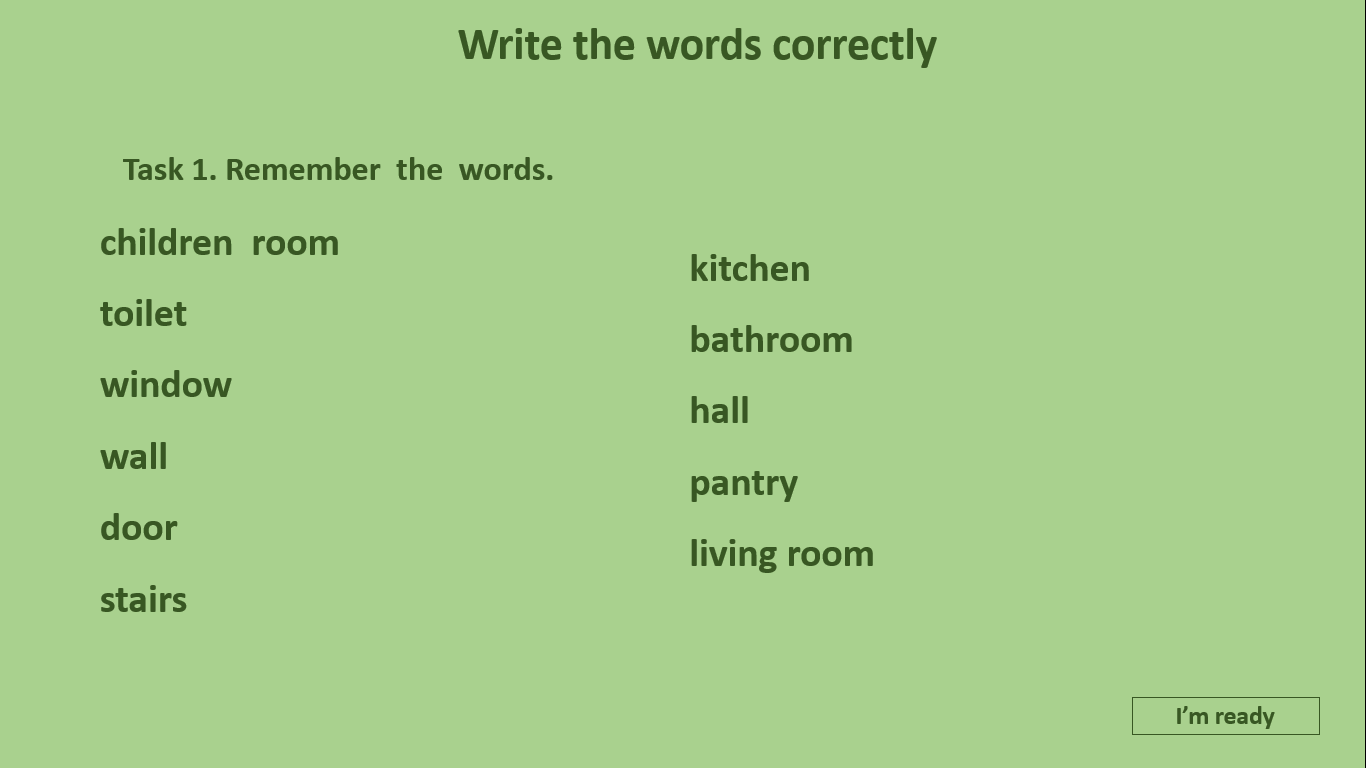 Write the words correctly
Task 1. Remember the words.
children room
toilet
window
wall
door
stairs
kitchen
bathroom
hall
pantry
living room
I’m ready